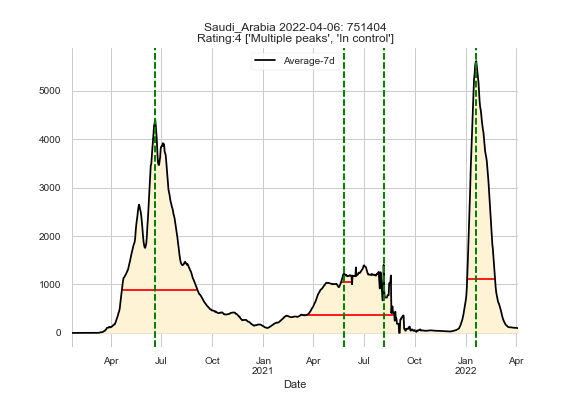 Saudi_Arabia 2022-04-06: 751404
Rating:4 ['Multiple peaks', 'In control']
Average-7d
5000
4000
3000
2000
1000
0
Apr Jul Oct Jan Apr Jul Oct Jan Apr
2021 2022
Date